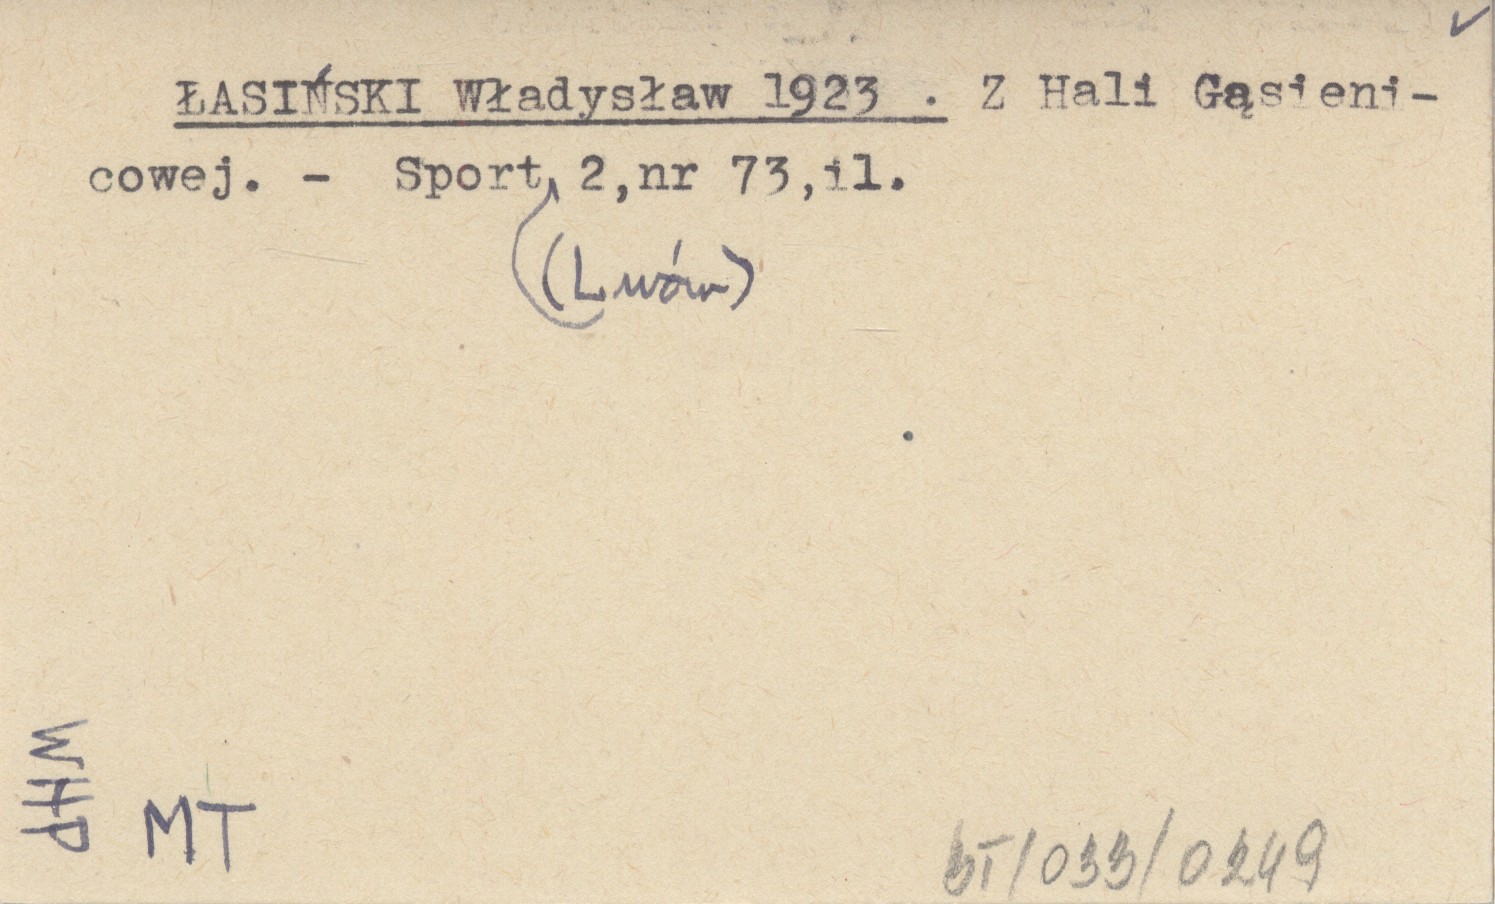 ŁASIŃSKI Władysław 1923 . Z Hali Gąsieni-
cowej. - Sport, 2,nr 73,il.
(Lwów)
WHP
MT
BT/033/0249